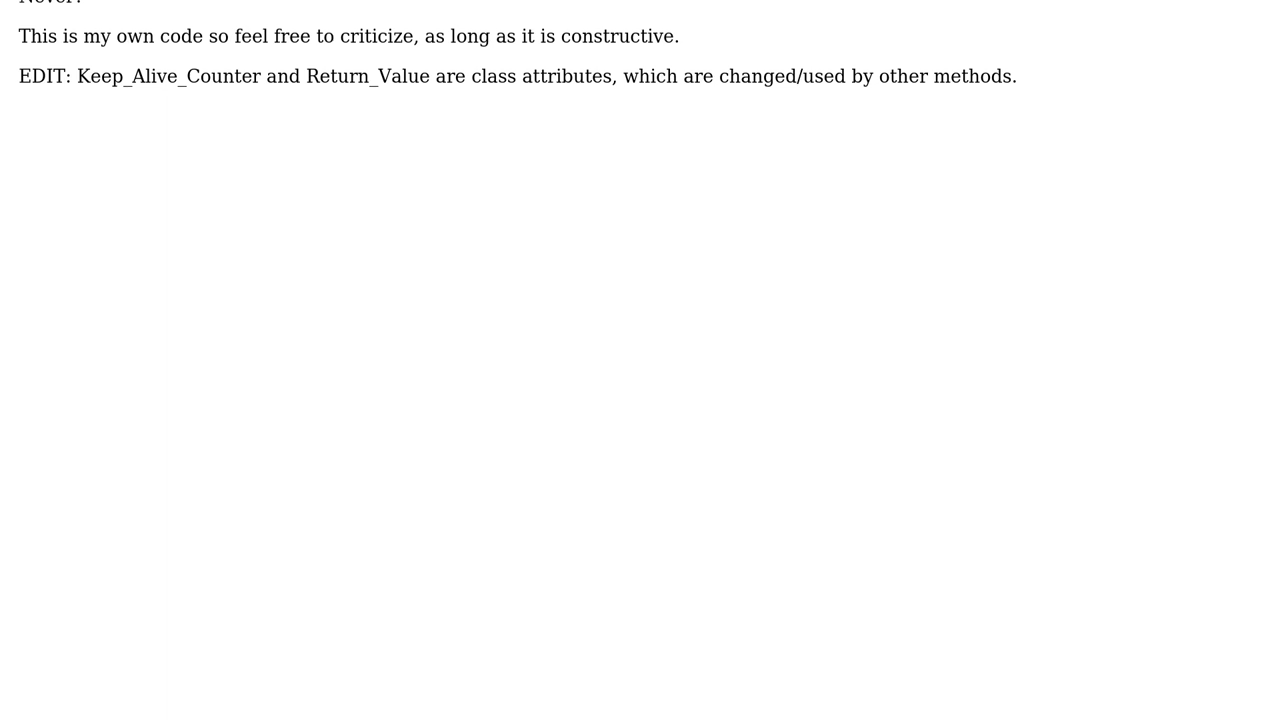 This is my own code so feel free to criticize, as long as it is constructive.
EDIT: Keep_Alive_Counter and Return_Value are class attributes, which are changed/used by other methods.